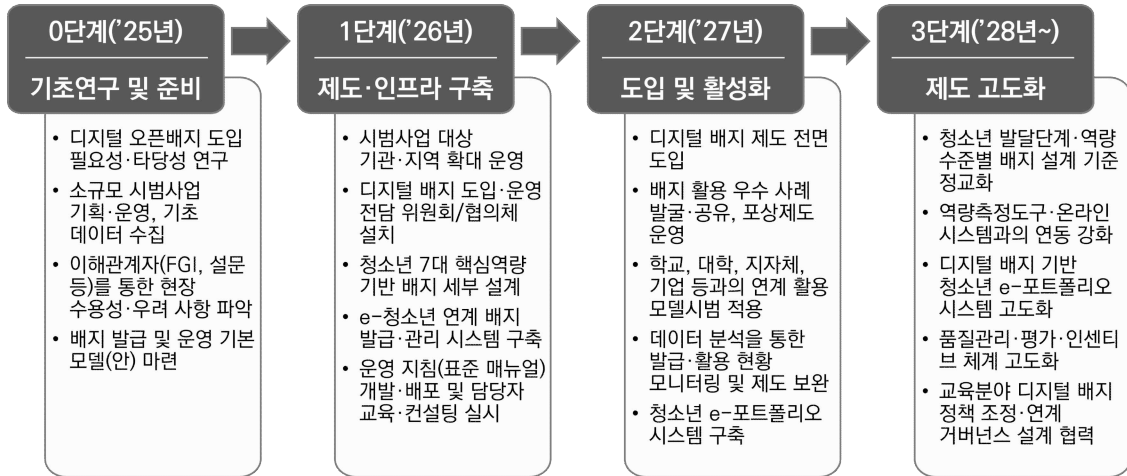 0단계('25년)
기초연구 및 준비
• 디지털 오픈배지 도입
필요성·타당성 연구
• 소규모 시범사업
기획·운영, 기초
데이터 수집
• 이해관계자(FGI, 설문
등)를 통한 현장
수용성·우려 사항 파악
• 배지 발급 및 운영 기본
모델(안) 마련
1단계('26년)
제도·인프라 구축
• 시범사업 대상
기관·지역 확대 운영
• 디지털 배지 도입·운영
전담 위원회/협의체
설치
• 청소년 7대 핵심역량
기반 배지 세부 설계
• e-청소년 연계 배지
발급·관리 시스템 구축
• 운영 지침(표준 매뉴얼)
개발·배포 및 담당자
교육·컨설팅 실시
2단계('27년)
도입 및 활성화
• 디지털 배지 제도 전면
도입
• 배지 활용 우수 사례
발굴·공유, 포상제도
운영
• 학교, 대학, 지자체,
기업 등과의 연계 활용
모델시범 적용
• 데이터 분석을 통한
발급·활용 현황
모니터링 및 제도 보완
• 청소년 e-포트폴리오
시스템 구축
3단계('28년~)
제도 고도화
• 청소년 발달단계·역량
수준별 배지 설계 기준
정교화
• 역량측정도구·온라인
시스템과의 연동 강화
• 디지털 배지 기반
청소년 e-포트폴리오
시스템 고도화
• 품질관리·평가·인센티
브 체계 고도화
• 교육분야 디지털 배지
정책 조정·연계
거버넌스 설계 협력